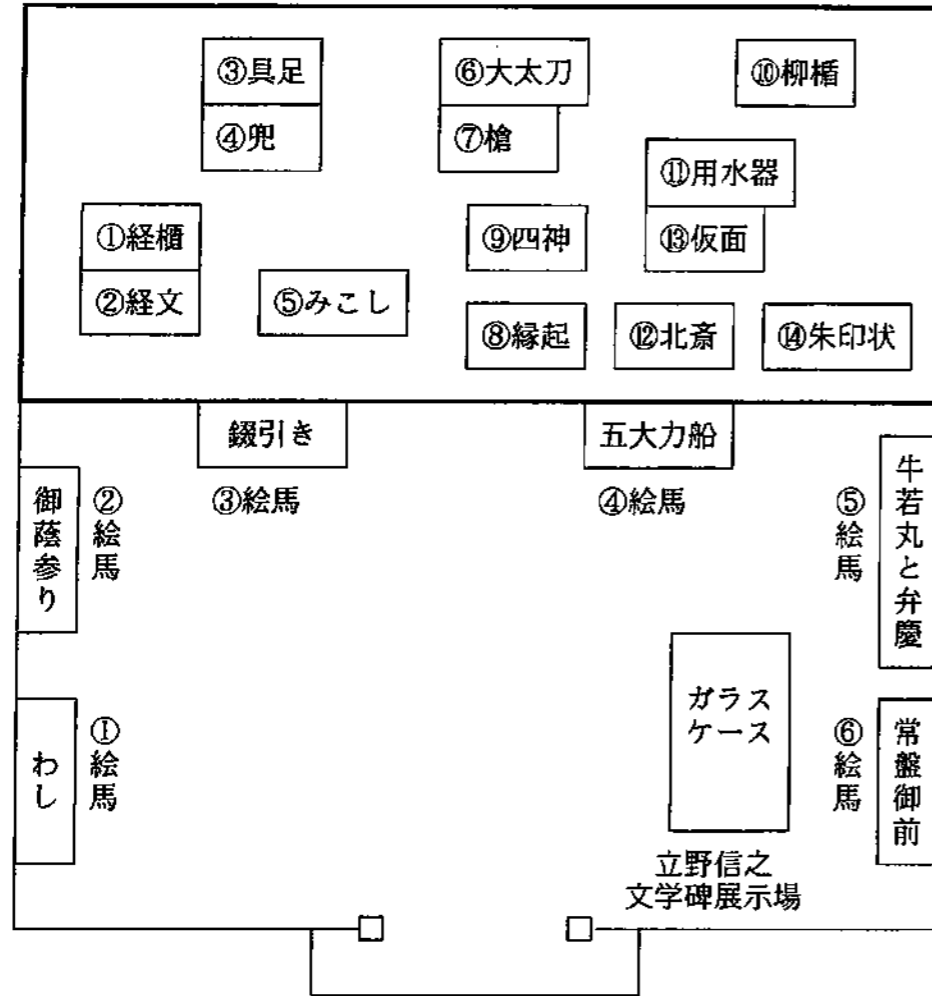 ③具足
④兜
⑥大太刀
⑦槍
⑩柳楯
⑪用水器
⑬仮面
①経櫃
②経文
⑤みこし
⑨四神
⑧縁起
⑫北斎
⑭朱印状
錣引き
③絵馬
五大力船
④絵馬
御蔭参り
②絵馬
わし
①絵馬
⑤絵馬
牛若丸と弁慶
⑥絵馬
常盤御前
ガラス
ケース
立野信之
文学碑展示場